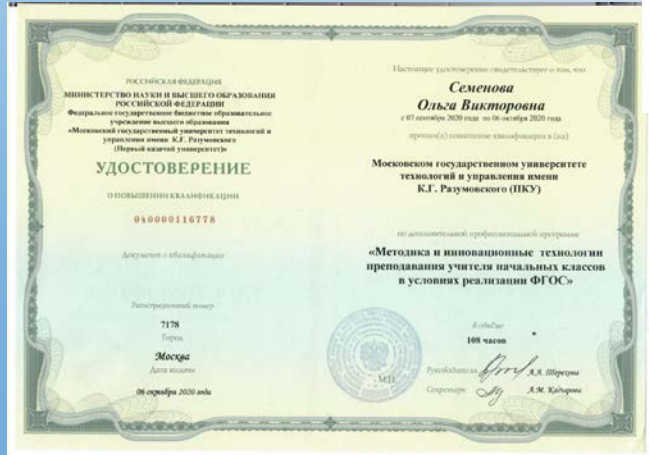 РОССИЙСКАЯ ФЕДЕРАЦИЯ
МИНИСТЕРСТВО НАУКИ И ВЫСШЕГО ОБРАЗОВАНИЯ
РОССИЙСКОЙ ФЕДЕРАЦИИ
Федеральное государственное бюджетное образовательное
учреждение высшего образования
«Московский государственный университет технологий и
управления имени К.Г. Разумовского
(Первый казачий университет)»
УДОСТОВЕРЕНИЕ
О ПОВЫШЕНИИ КВАЛИФИКАЦИИ
040000116778
Документ о квалификации
Регистрационный номер
7178
Город
Москва
Дата выдачи
06 октября 2020 года
Настоящее удостоверение свидетельствует о том, что
Семенова
Ольга Викторовна
с 07 сентября 2020 года по 06 октября 2020 года
прошел(а) повышение квалификации в (на)
Московском государственном университете
технологий и управления имени
К.Г. Разумовского (ПКУ)
по дополнительной профессиональной программе
«Методика и инновационные технологии
преподавания учителя начальных классов
в условиях реализации ФГОС»
в объёме
108 часов
М.П.
Руководитель А.А. Терехова
Секретарь А.М. Кадырова